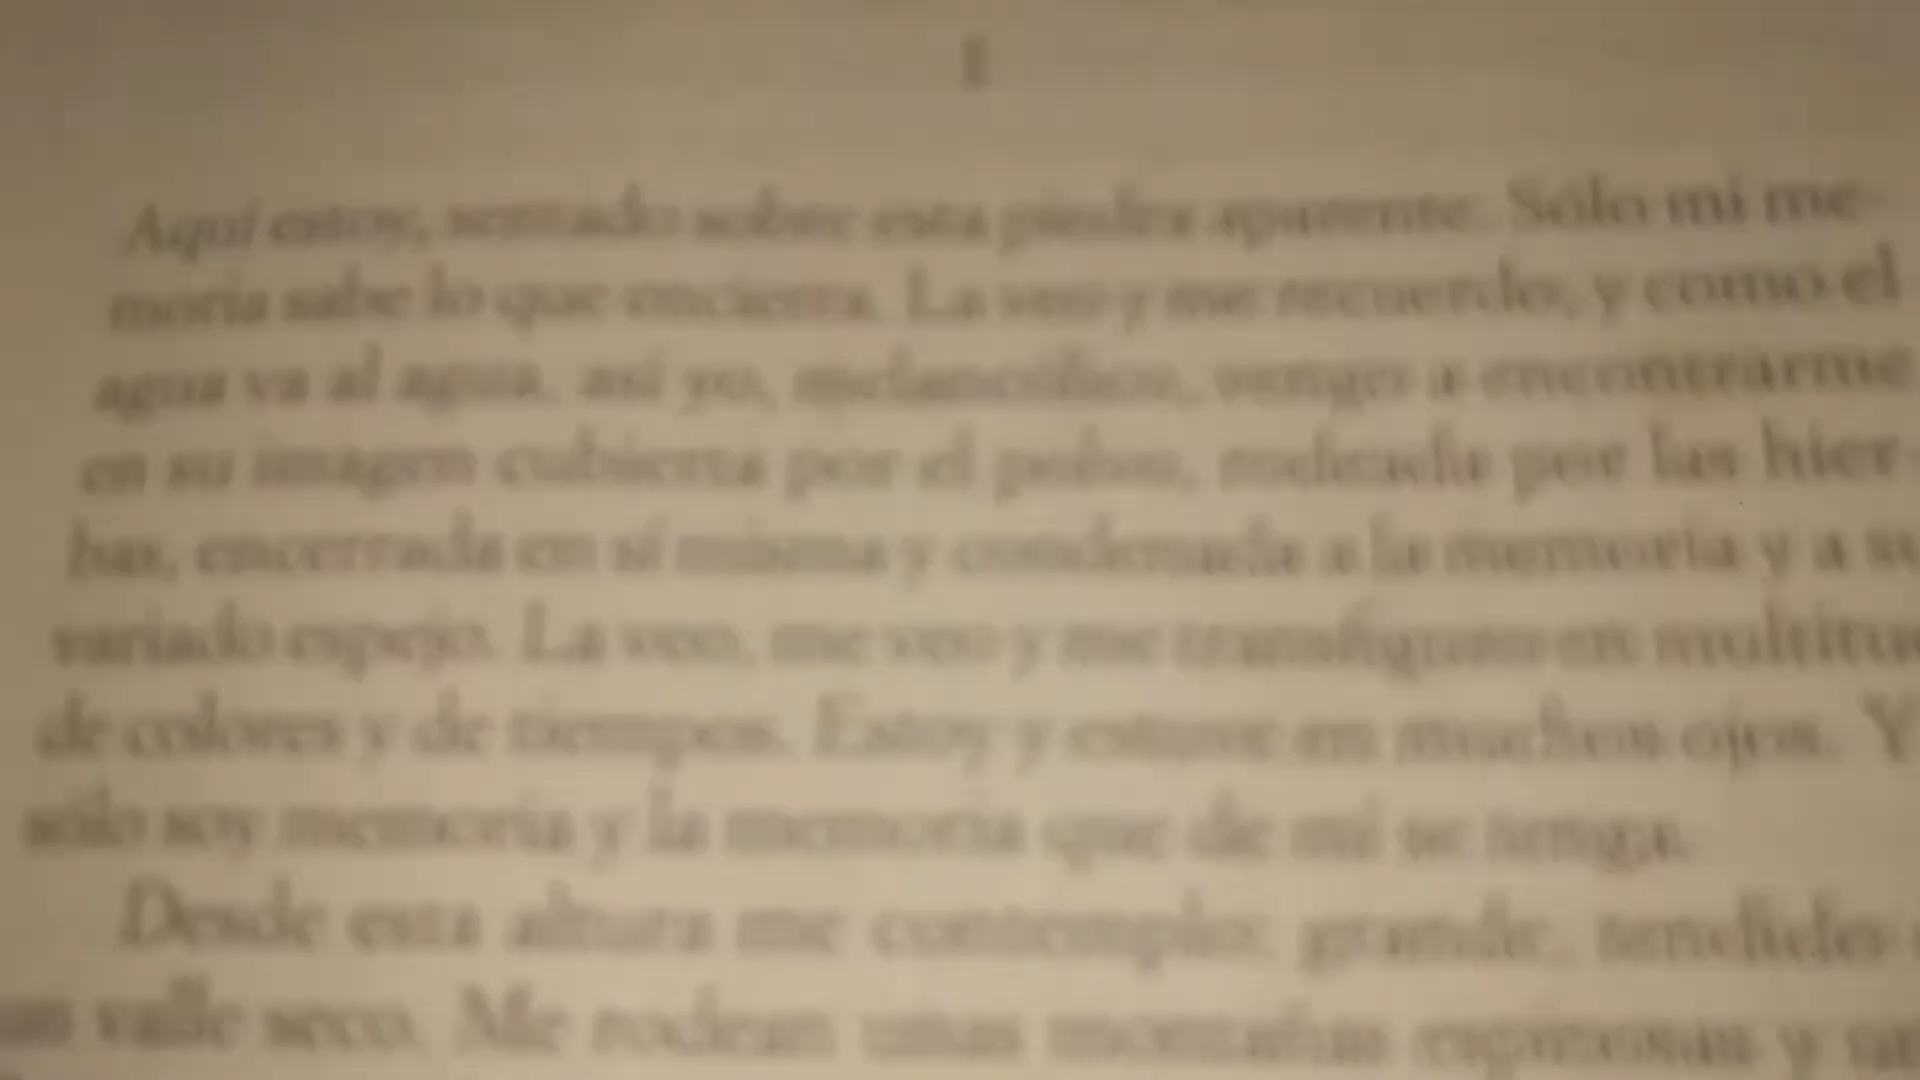 I
Aquí estoy, sentado sobre esta piedra aparente. Sólo mi me-
moria sabe lo que encierra. La veo y me recuerdo, y como el
agua va al agua, así yo, melancólico, vengo a encontrarme
en su imagen cubierta por el polvo, rodeada por las hier-
bas, encerrada en sí misma y condenada a la memoria y a su
variado espejo. La veo, me veo y me transfiguro en multitud
de colores y de tiempos. Estoy y estuve en muchos ojos. Y
sólo soy memoria y la memoria que de mí se tenga.
Desde esta altura me contemplo: grande, tendido
un valle seco. Me rodean unas montañas espinosas y